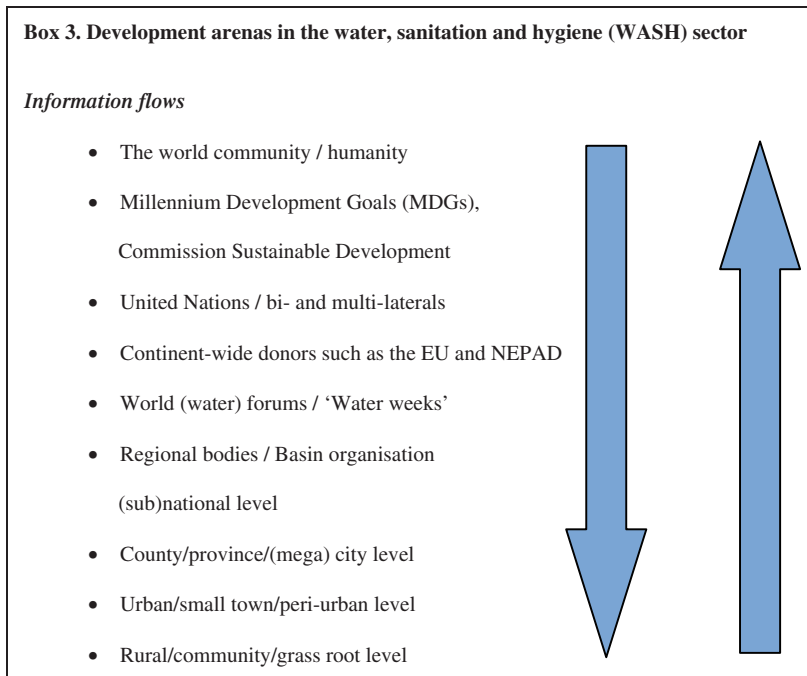 Box 3. Development arenas in the water, sanitation and hygiene (WASH) sector
Information flows
• The world community / humanity
• Millennium Development Goals (MDGs),
Commission Sustainable Development
• United Nations / bi- and multi-laterals
• Continent-wide donors such as the EU and NEPAD
• World (water) forums / ‘Water weeks’
• Regional bodies / Basin organisation
(sub)national level
• County/province/(mega) city level
• Urban/small town/peri-urban level
• Rural/community/grass root level